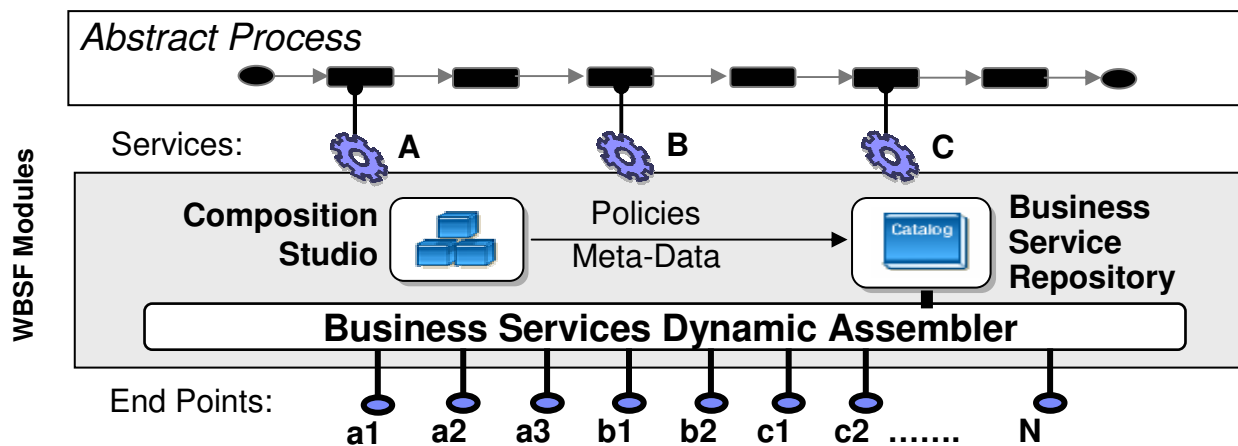 Abstract Process
Services:
A
B
C
WBSF Modules
Composition
Studio
Policies
Meta-Data
Catalog
Business
Service
Repository
Business Services Dynamic Assembler
End Points:
a1 a2 a3 b1 b2 c1 c2 ....... N